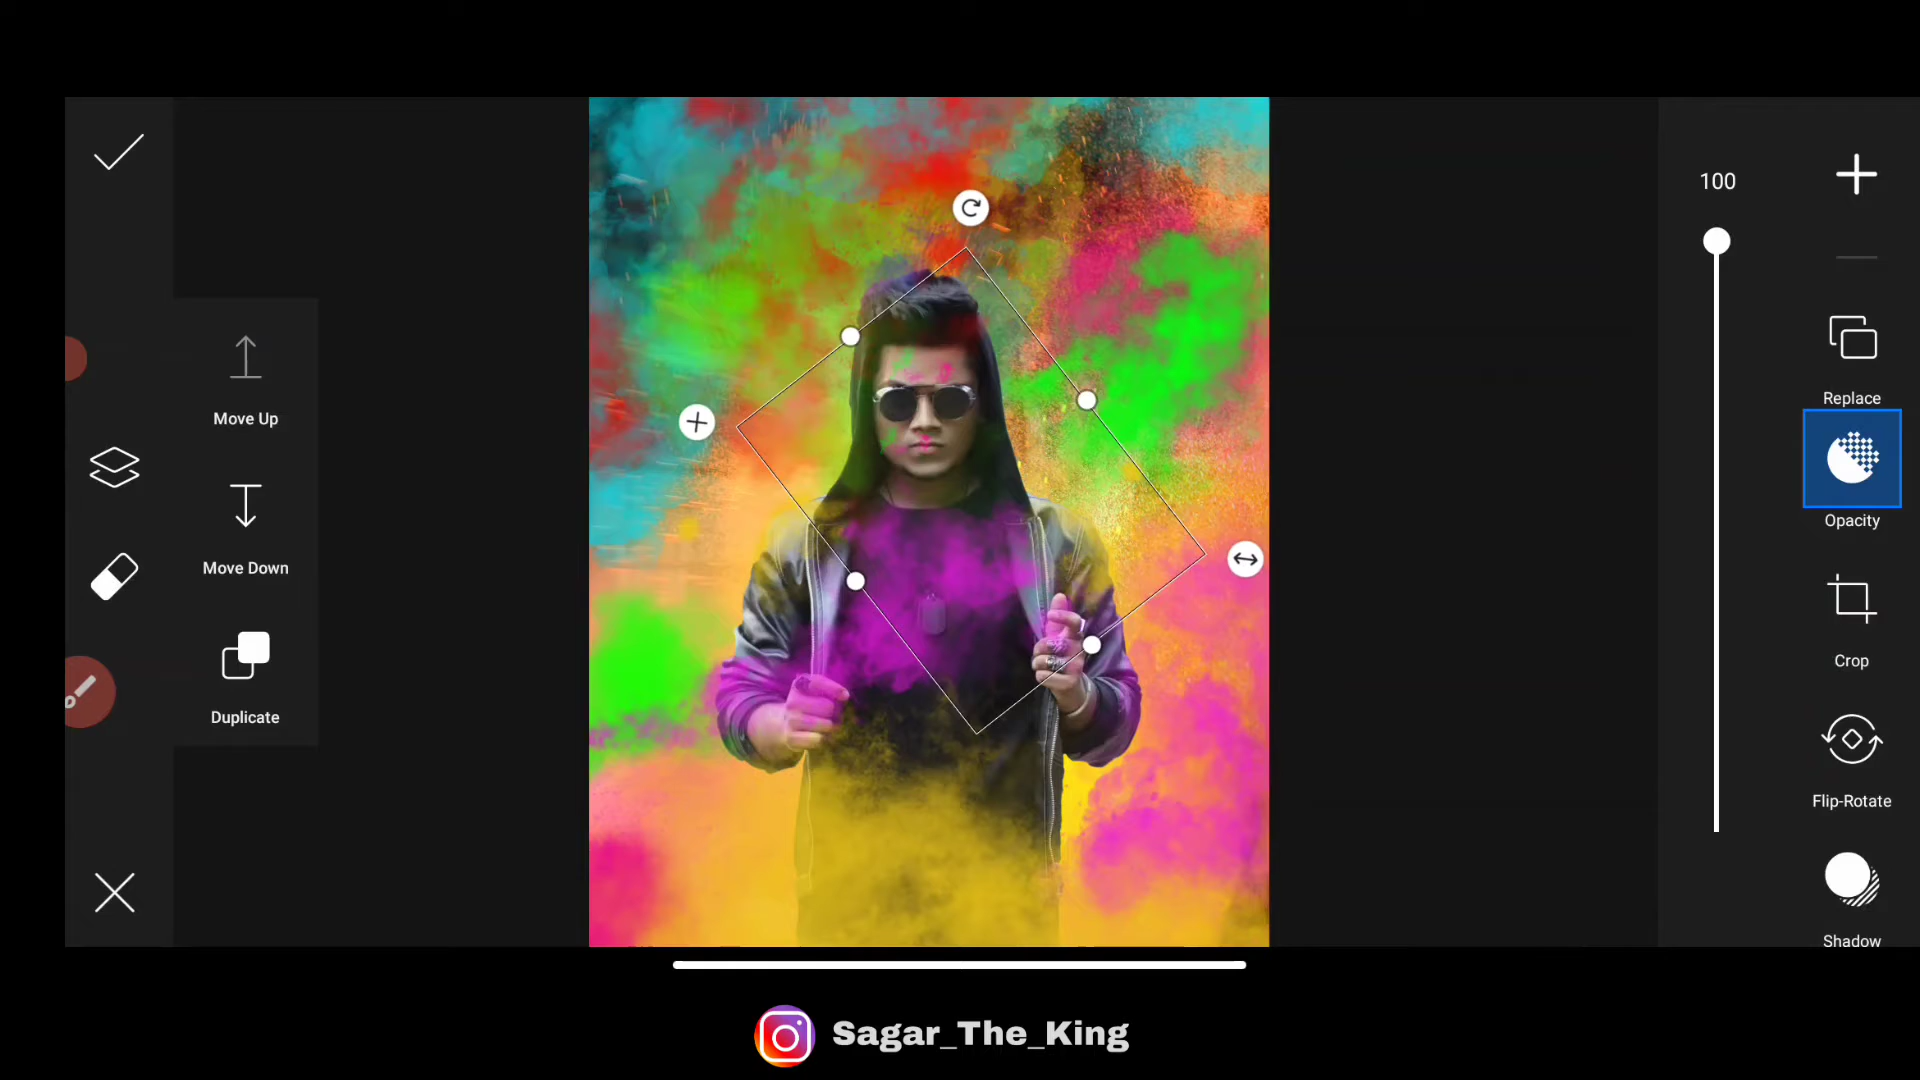 100
Move Up
Move Down
Duplicate
Replace
Opacity
Crop
Flip-Rotate
Shadow
Sagar_The_King